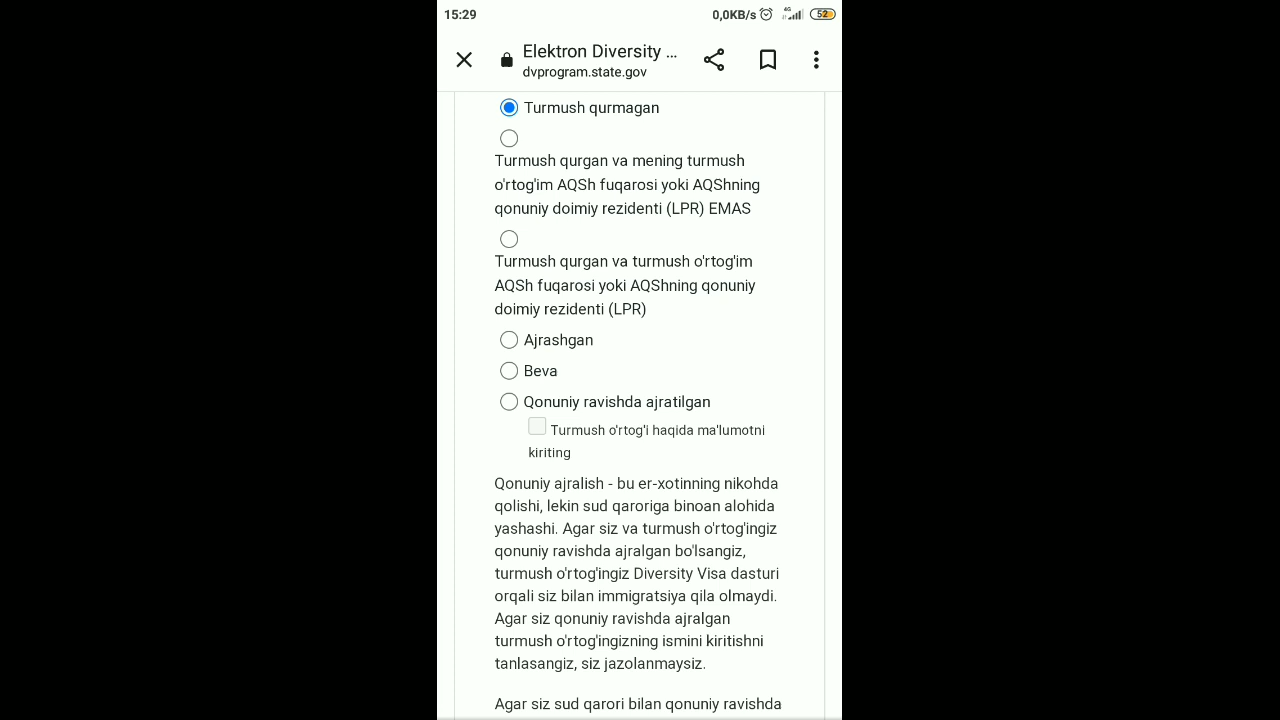 15:29
0,0KB/s
4G
52
Elektron Diversity ...
dvprogram.state.gov
Turmush qurmagan
Turmush qurgan va mening turmush
o'rtog'im AQSh fuqarosi yoki AQShning
qonuniy doimiy rezidenti (LPR) EMAS
Turmush qurgan va turmush o'rtog'im
AQSh fuqarosi yoki AQShning qonuniy
doimiy rezidenti (LPR)
Ajrashgan
Beva
Qonuniy ravishda ajratilgan
Turmush o'rtog'i haqida ma'lumotni
kiriting
Qonuniy ajralish - bu er-xotinning nikohda
qolishi, lekin sud qaroriga binoan alohida
yashashi. Agar siz va turmush o'rtog'ingiz
qonuniy ravishda ajralgan bo'lsangiz,
turmush o'rtog'ingiz Diversity Visa dasturi
orqali siz bilan immigratsiya qila olmaydi.
Agar siz qonuniy ravishda ajralgan
turmush o'rtog'ingizning ismini kiritishni
tanlasangiz, siz jazolanmaysiz.
Agar siz sud qarori bilan qonuniy ravishda